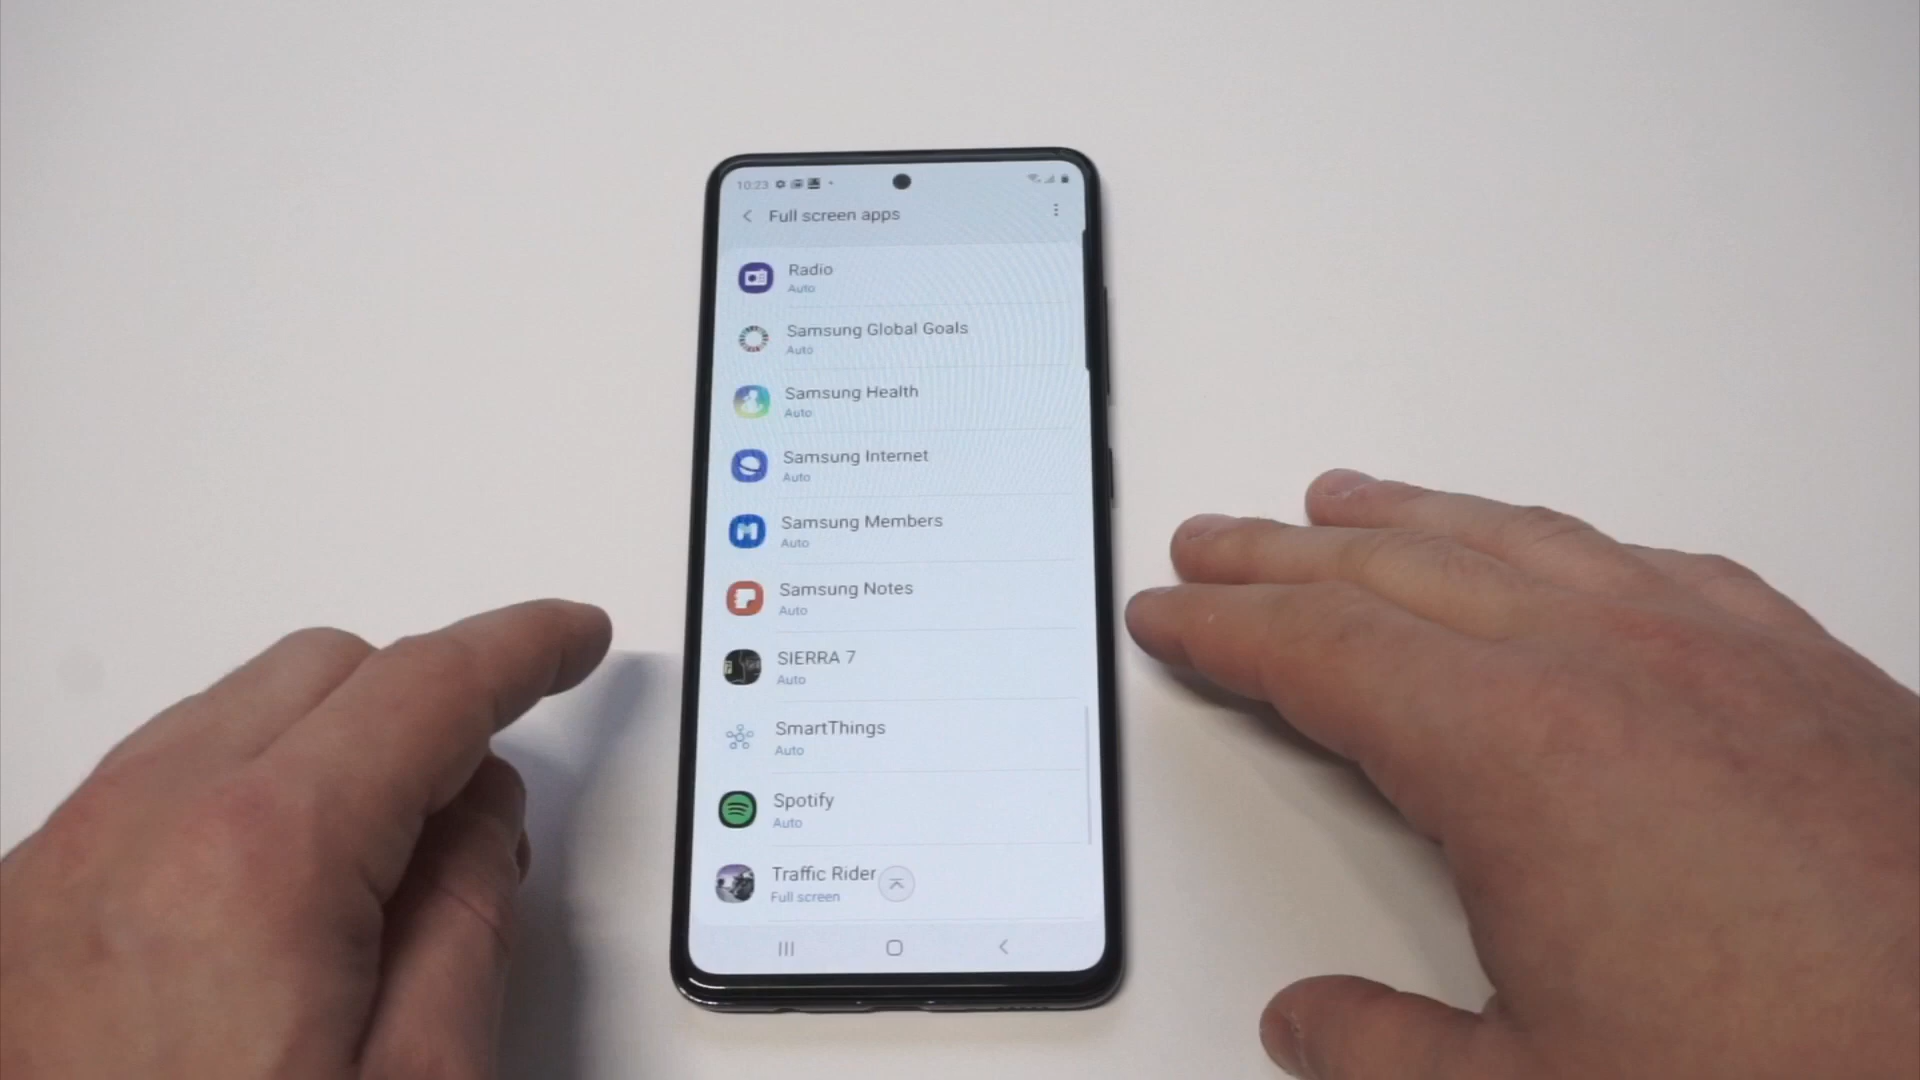 10:23
Full screen apps
Radio
Auto
Samsung Global Goals
Auto
Samsung Health
Auto
Samsung Internet
Auto
Samsung Members
Auto
Samsung Notes
Auto
SIERRA 7
Auto
SmartThings
Auto
Spotify
Auto
Traffic Rider
Full screen